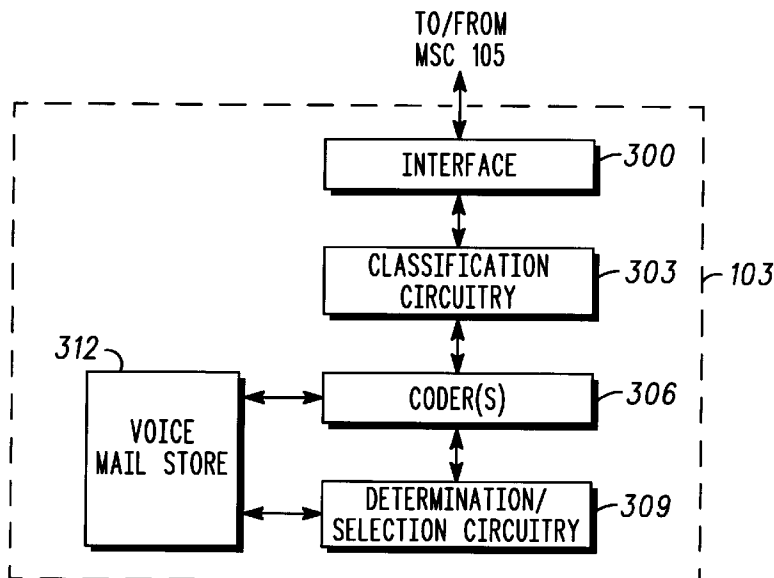 TO/FROM
MSC 105
INTERFACE
300
CLASSIFICATION
CIRCUITRY
303
103
312
VOICE
MAIL STORE
CODER(S)
306
DETERMINATION/
SELECTION CIRCUITRY
309